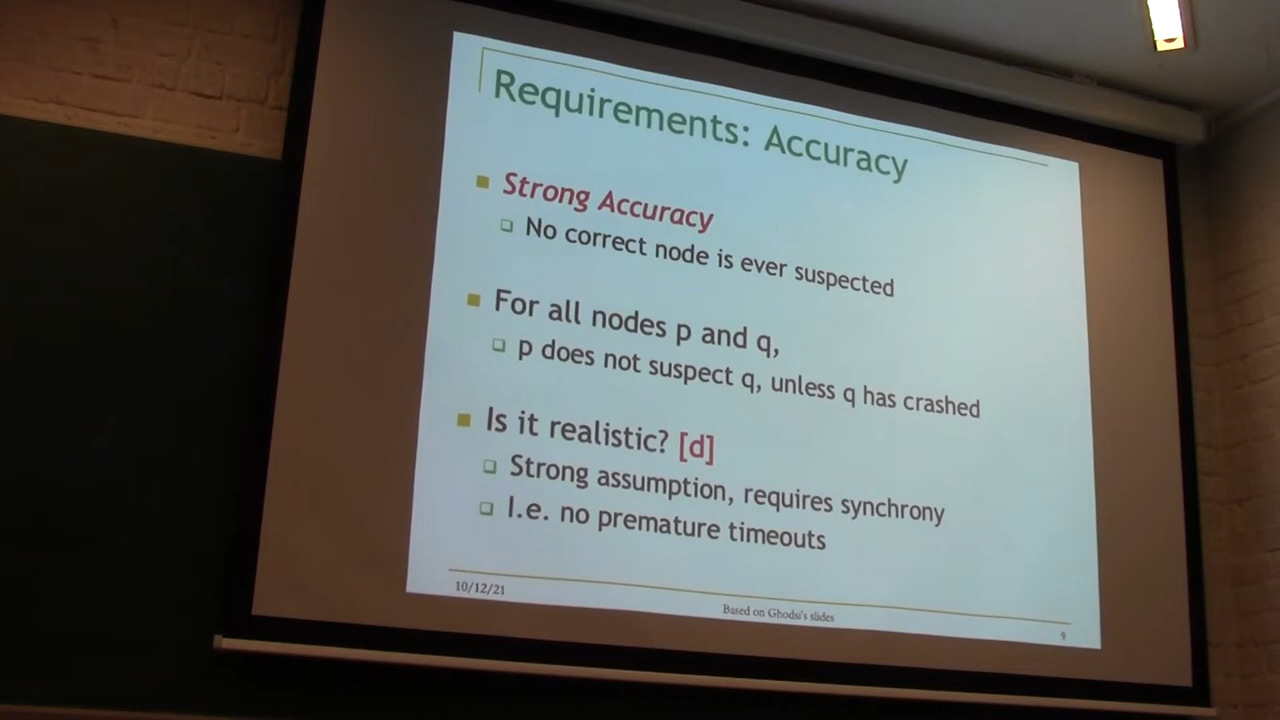 Requirements: Accuracy
Strong Accuracy
No correct node is ever suspected
For all nodes p and q,
p does not suspect q, unless q has crashed
Is it realistic? [d]
Strong assumption, requires synchrony
I.e. no premature timeouts
10/12/21
Based on Ghodsi's slides
9